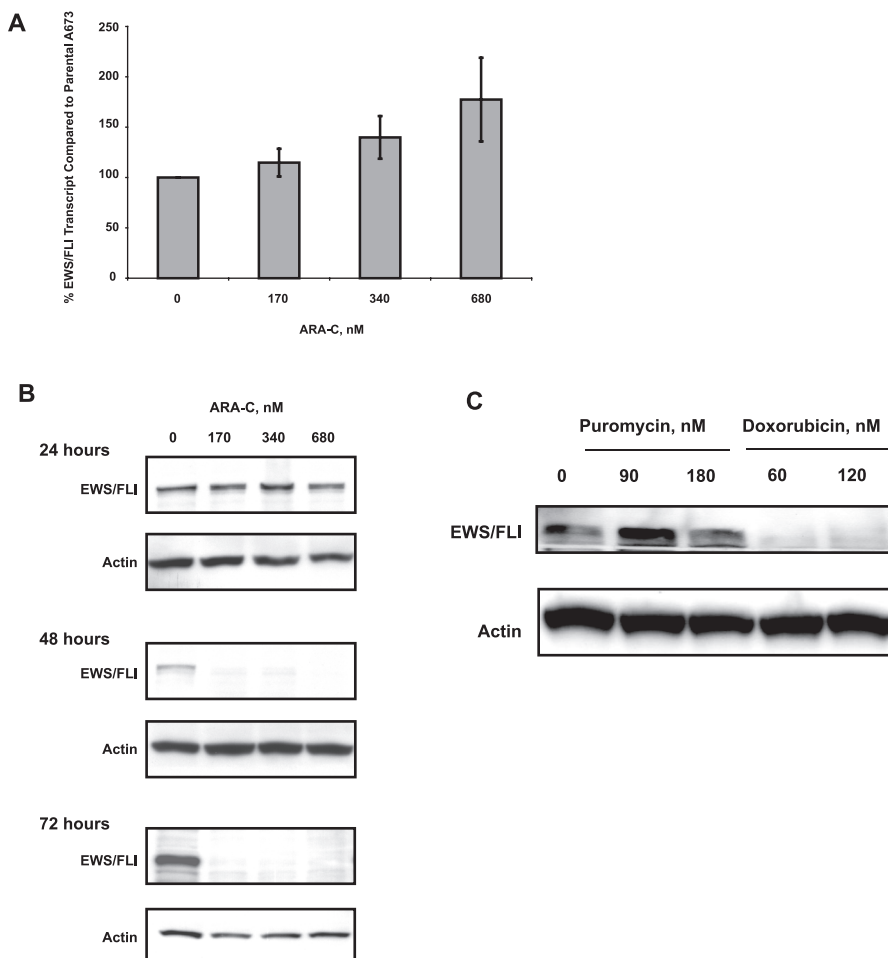 A
% EWS/FLI Transcript Compared to Parental A673
250
200
150
100
50
0
0 170 340 680
ARA-C, nM
B
ARA-C, nM
0 170 340 680
24 hours
EWS/FLI
Actin
48 hours
EWS/FLI
Actin
72 hours
EWS/FLI
Actin
C
Puromycin, nM Doxorubicin, nM
0 90 180 60 120
EWS/FLI
Actin